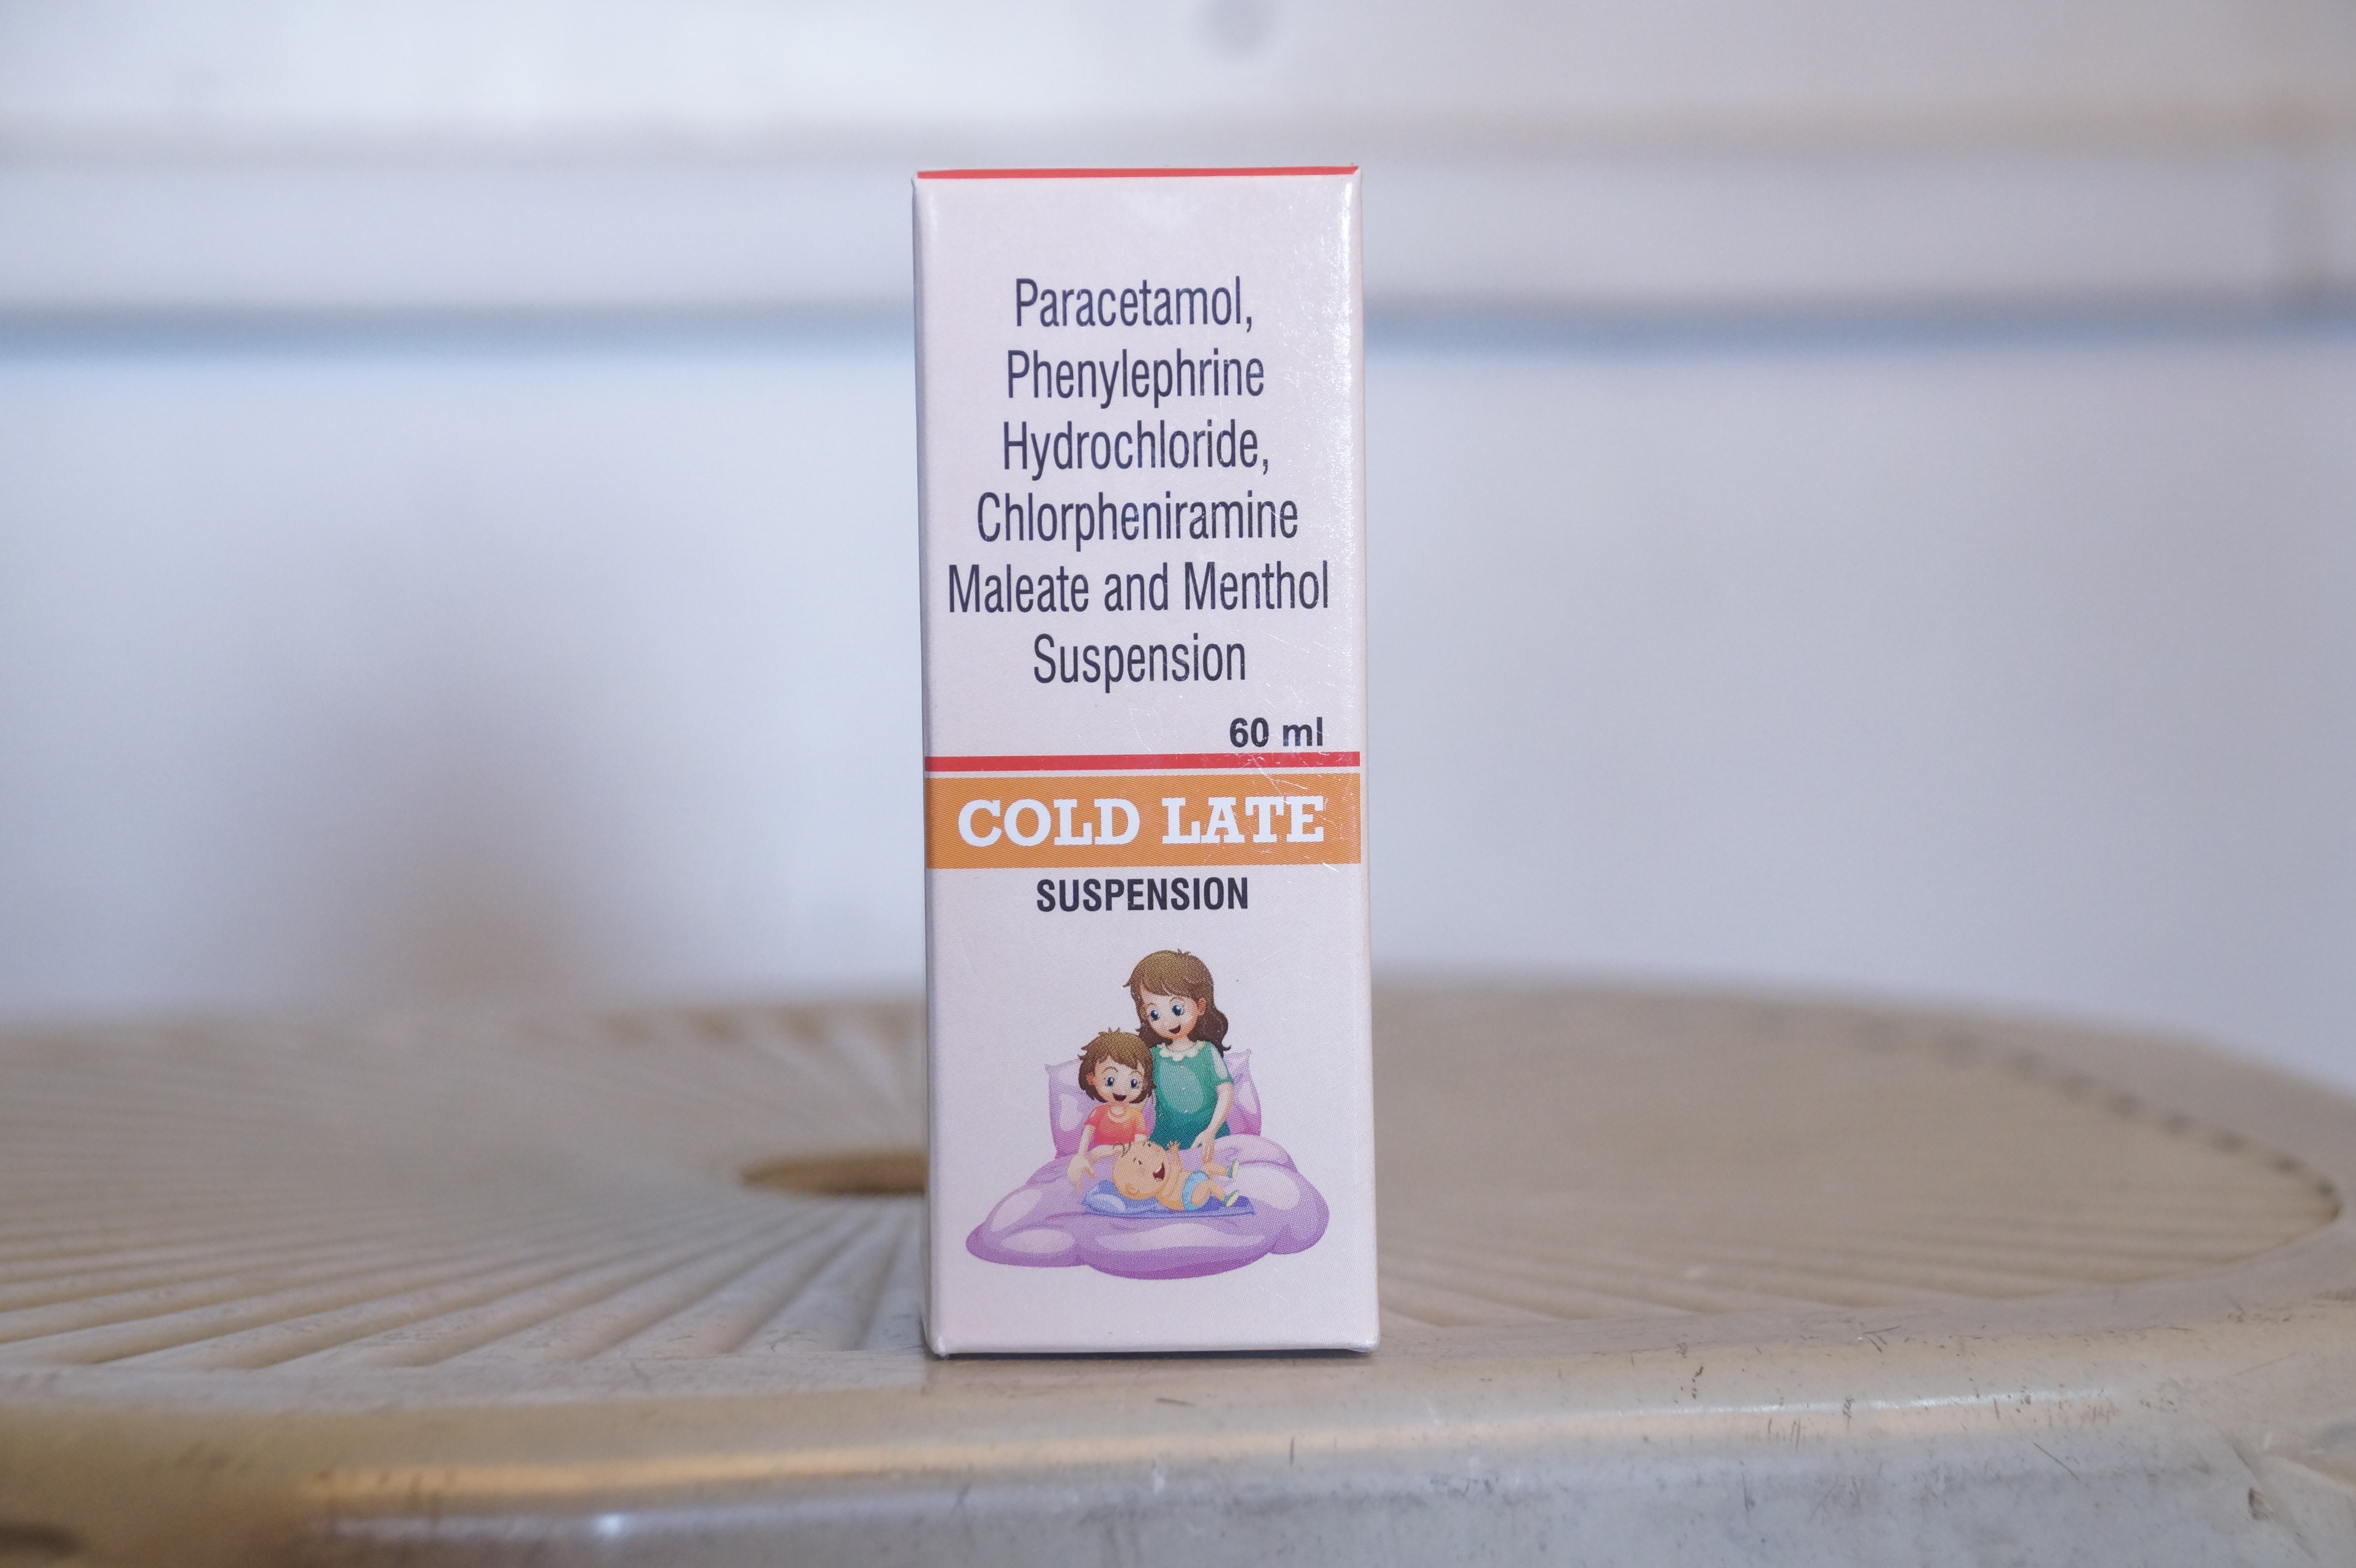 Paracetamol,
Phenylephrine
Hydrochloride,
Chlorpheniramine
Maleate and Menthol
Suspension
60 ml
COLD LATE
SUSPENSION